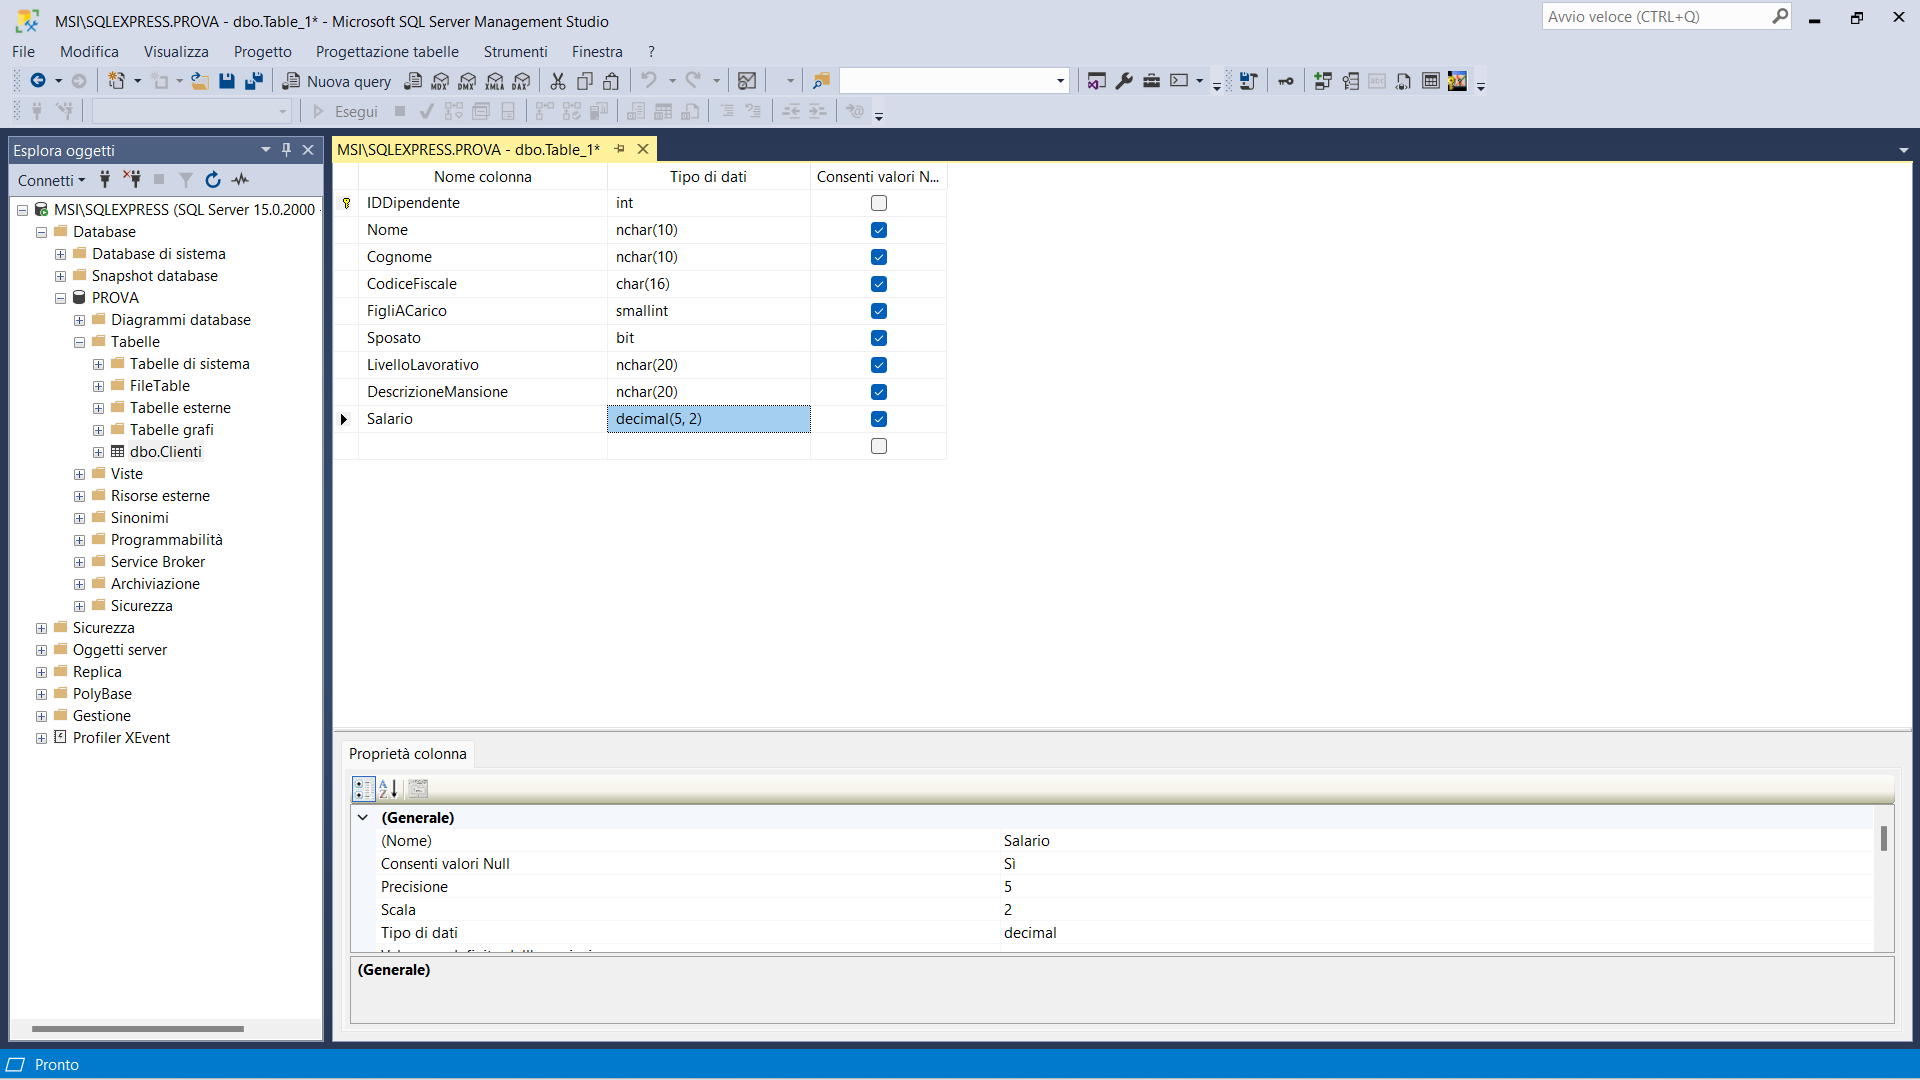 MSI\SQLEXPRESS.PROVA - dbo.Table_1* - Microsoft SQL Server Management Studio
Avvio veloce (CTRL+Q)
File Modifica Visualizza Progetto Progettazione tabelle Strumenti Finestra ?
Nuova query MDX DMX XMLA DAX
Esegui
Esplora oggetti
Connetti
MSI\SQLEXPRESS (SQL Server 15.0.2000 -
Database
Database di sistema
Snapshot database
PROVA
Diagrammi database
Tabelle
Tabelle di sistema
FileTable
Tabelle esterne
Tabelle grafi
dbo.Clienti
Viste
Risorse esterne
Sinonimi
Programmabilità
Service Broker
Archiviazione
Sicurezza
Sicurezza
Oggetti server
Replica
PolyBase
Gestione
Profiler XEvent
MSI\SQLEXPRESS.PROVA - dbo.Table_1*
Nome colonna Tipo di dati Consenti valori N...
IDDipendente int
Nome nchar(10)
Cognome nchar(10)
CodiceFiscale char(16)
FigliACarico smallint
Sposato bit
LivelloLavorativo nchar(20)
DescrizioneMansione nchar(20)
Salario decimal(5, 2)
Proprietà colonna
(Generale)
(Nome) Salario
Consenti valori Null Sì
Precisione 5
Scala 2
Tipo di dati decimal
(Generale)
Pronto